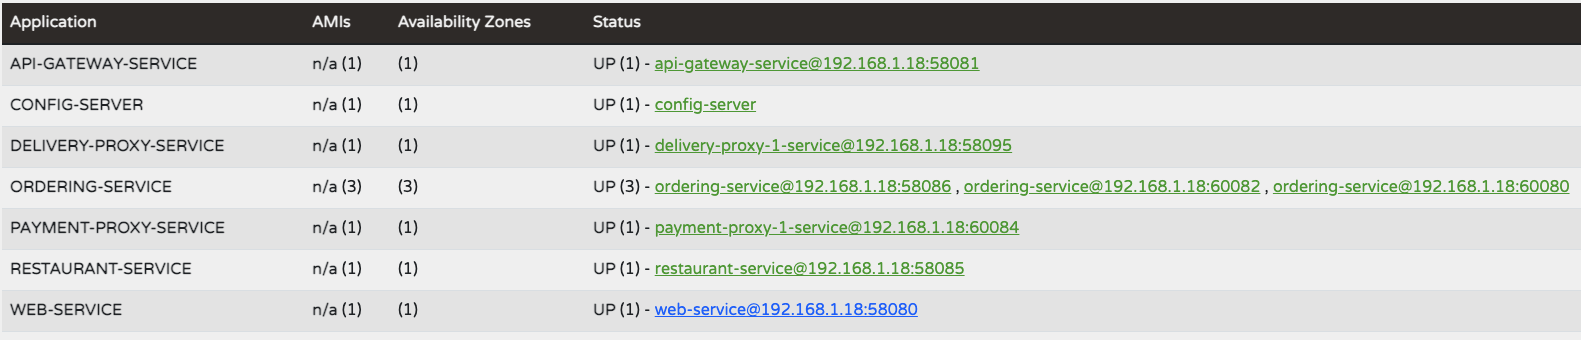 Application AMIs Availability Zones Status
API-GATEWAY-SERVICE n/a (1) (1) UP (1) - api-gateway-service@192.168.1.18:58081
CONFIG-SERVER n/a (1) (1) UP (1) - config-server
DELIVERY-PROXY-SERVICE n/a (1) (1) UP (1) - delivery-proxy-1-service@192.168.1.18:58095
ORDERING-SERVICE n/a (3) (3) UP (3) - ordering-service@192.168.1.18:58086 , ordering-service@192.168.1.18:60082 , ordering-service@192.168.1.18:60080
PAYMENT-PROXY-SERVICE n/a (1) (1) UP (1) - payment-proxy-1-service@192.168.1.18:60084
RESTAURANT-SERVICE n/a (1) (1) UP (1) - restaurant-service@192.168.1.18:58085
WEB-SERVICE n/a (1) (1) UP (1) - web-service@192.168.1.18:58080